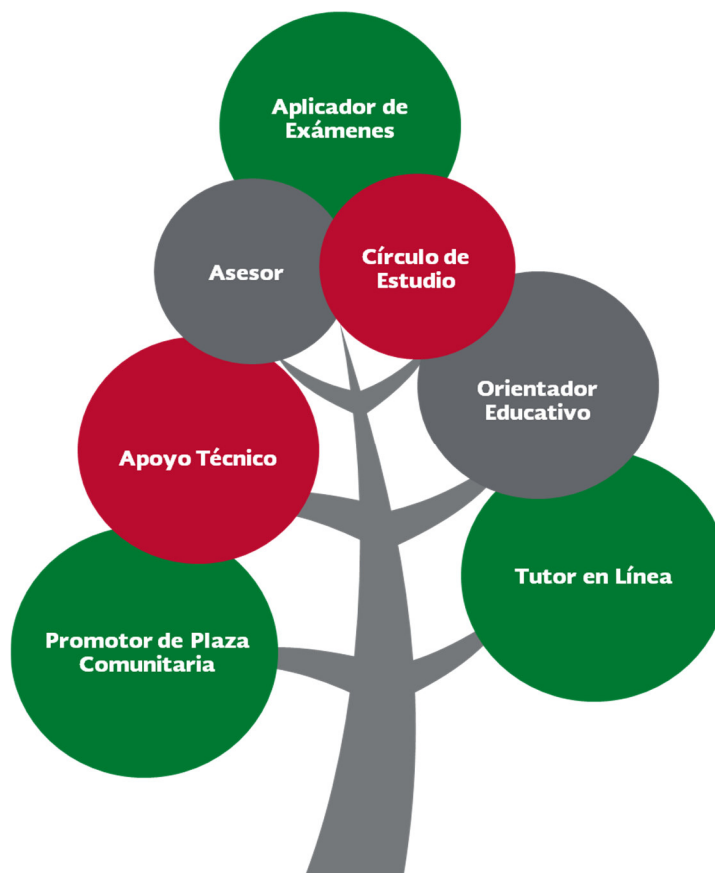 Aplicador de
Exámenes
Asesor
Círculo de
Estudio
Orientador
Educativo
Apoyo Técnico
Tutor en Línea
Promotor de Plaza
Comunitaria